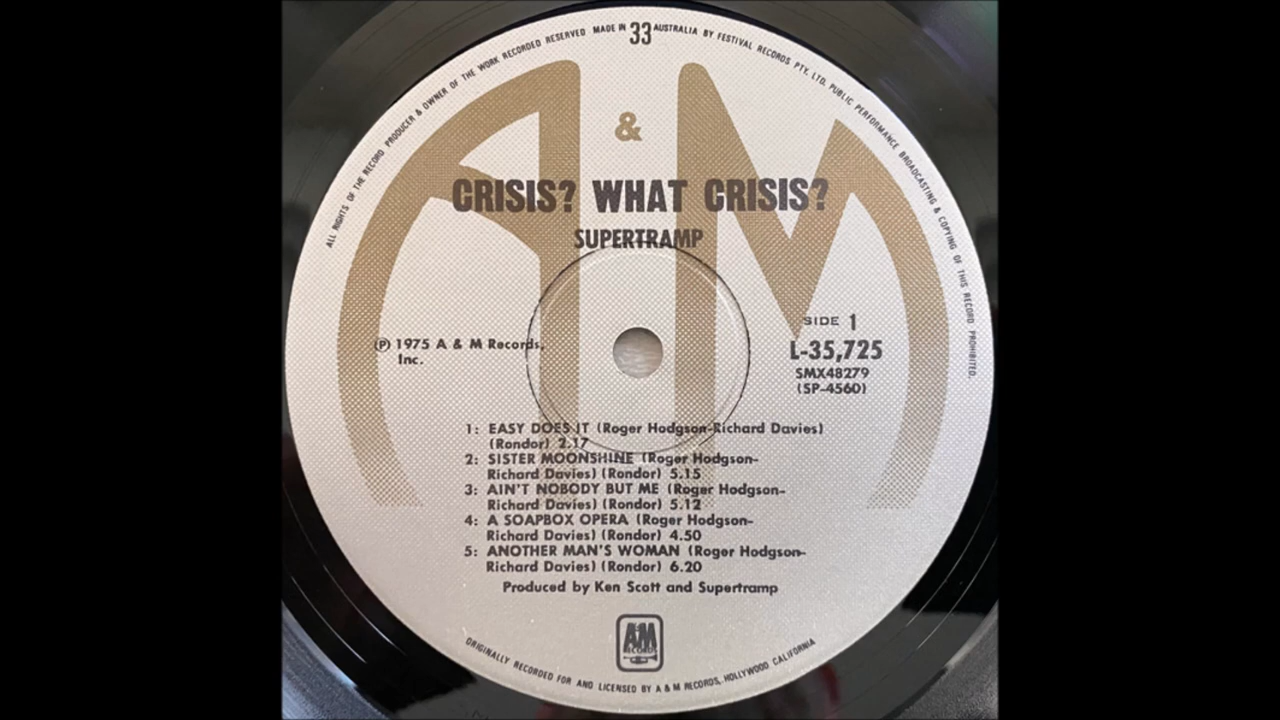 ALL RIGHTS OF THE RECORD PRODUCER & OWNER OF THE WORK RECORDED RESERVED MADE IN 33 AUSTRALIA BY FESTIVAL RECORDS PTY. LTD. PUBLIC PERFORMANCE BROADCASTING & COPYING OF THIS RECORD PROHIBITED.
A & M
CRISIS? WHAT CRISIS?
SUPERTRAMP
SIDE 1
L-35,725
SMX48279
(SP-4560)
Ⓟ 1975 A & M Records,
Inc.
1: EASY DOES IT (Roger Hodgson-Richard Davies)
(Rondor) 2.17
2: SISTER MOONSHINE (Roger Hodgson-
Richard Davies) (Rondor) 5.15
3: AIN'T NOBODY BUT ME (Roger Hodgson-
Richard Davies) (Rondor) 5.12
4: A SOAPBOX OPERA (Roger Hodgson-
Richard Davies) (Rondor) 4.50
5: ANOTHER MAN'S WOMAN (Roger Hodgson-
Richard Davies) (Rondor) 6.20
Produced by Ken Scott and Supertramp
A&M
RECORDS
ORIGINALLY RECORDED FOR AND LICENSED BY A & M RECORDS, HOLLYWOOD CALIFORNIA